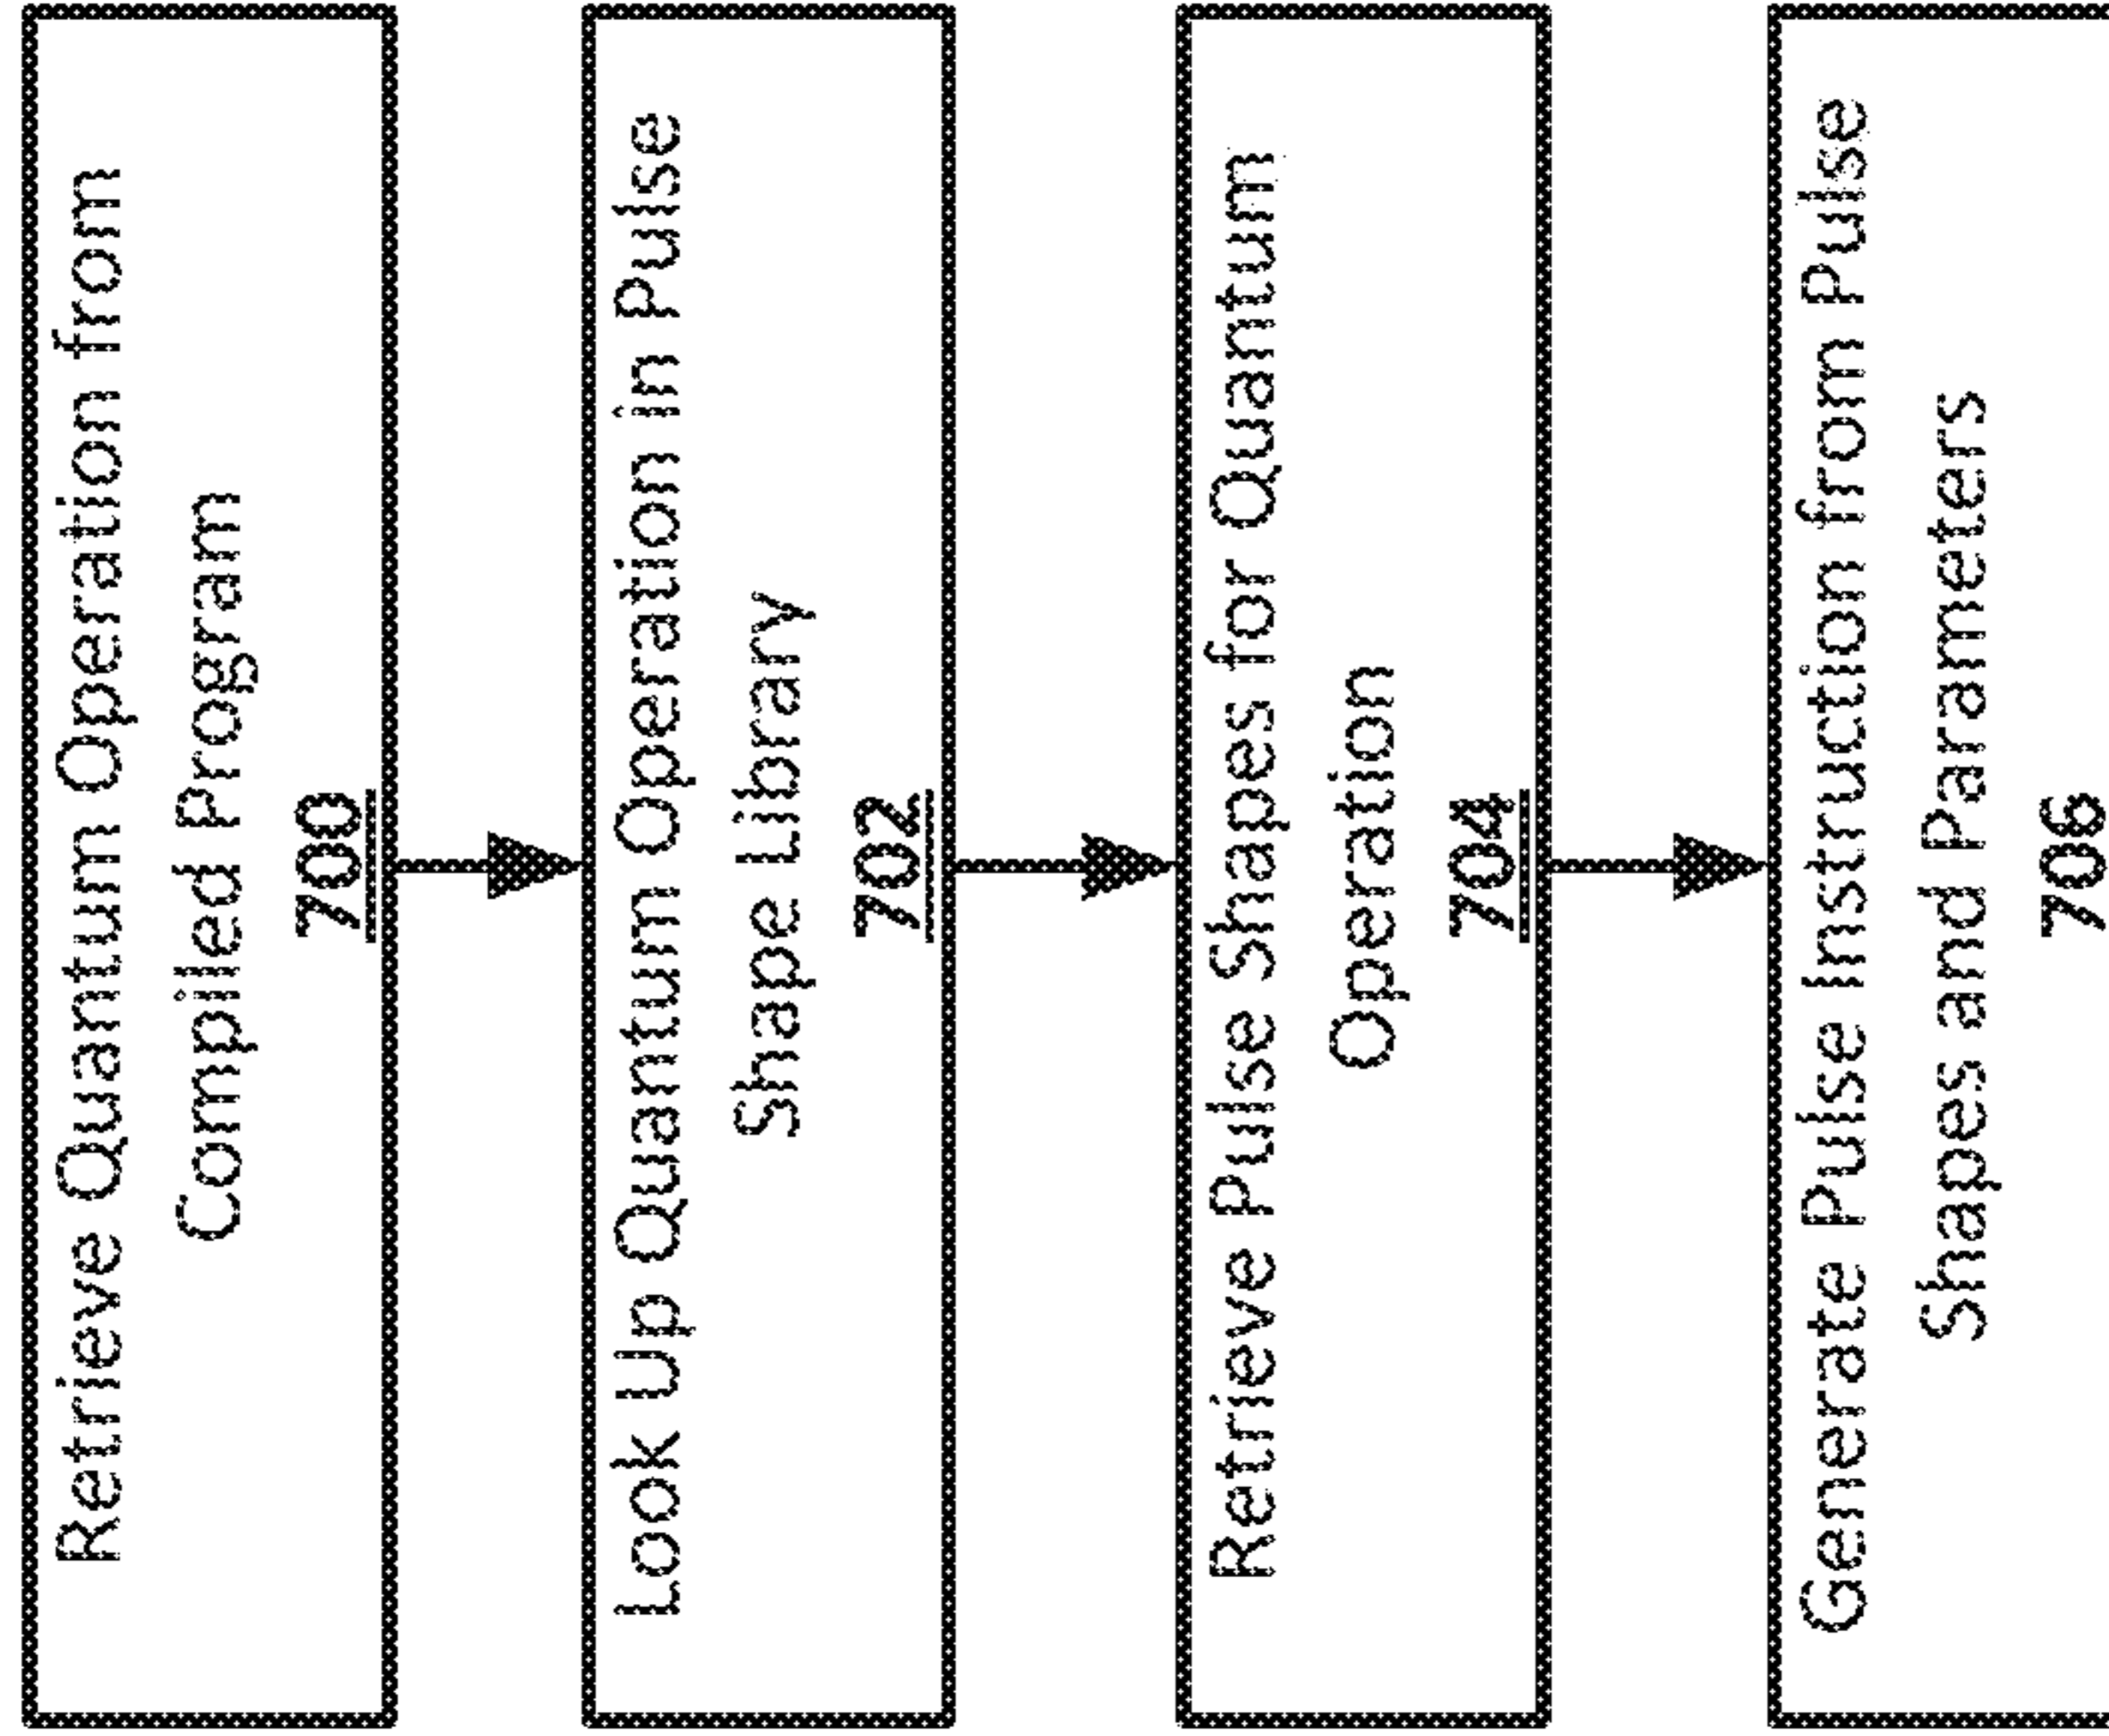 Retrieve Quantum Operation from
Compiled Program
700
Look Up Quantum Operation in Pulse
Shape Library
702
Retrieve Pulse Shapes for Quantum
Operation
704
Generate Pulse Instruction from Pulse
Shapes and Parameters
706